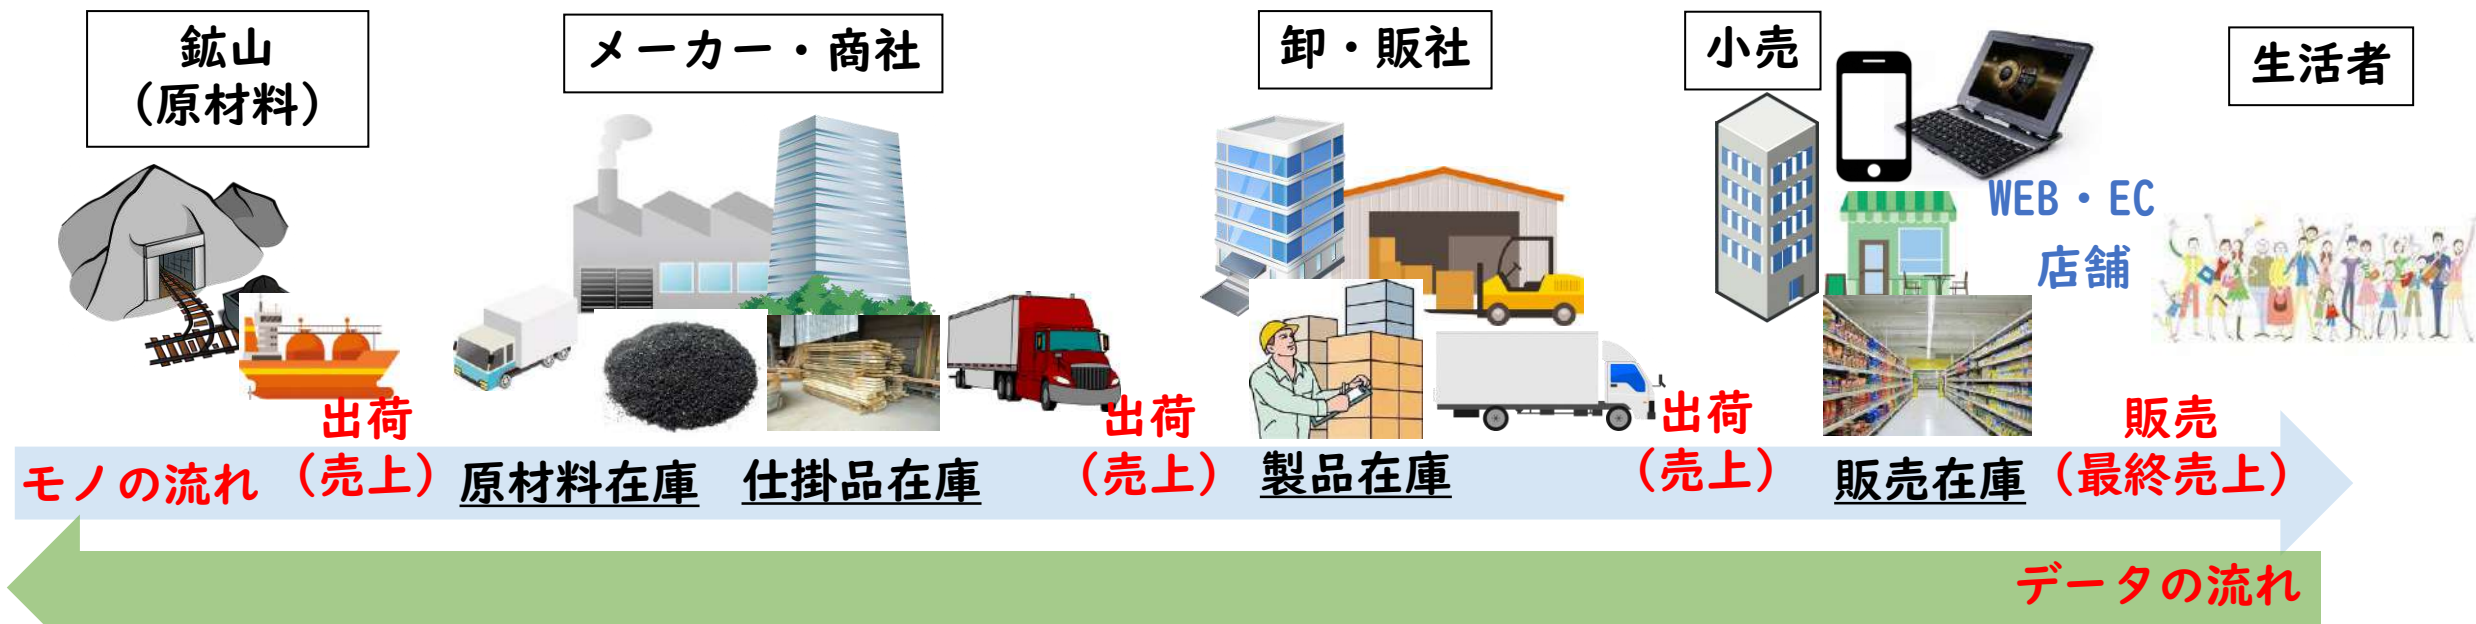 鉱山
（原材料）
メーカー・商社
卸・販社
小売
生活者
WEB・EC
店舗
出荷
（売上）
出荷
（売上）
出荷
（売上）
販売
（最終売上）
モノの流れ
原材料在庫
仕掛品在庫
製品在庫
販売在庫
データの流れ